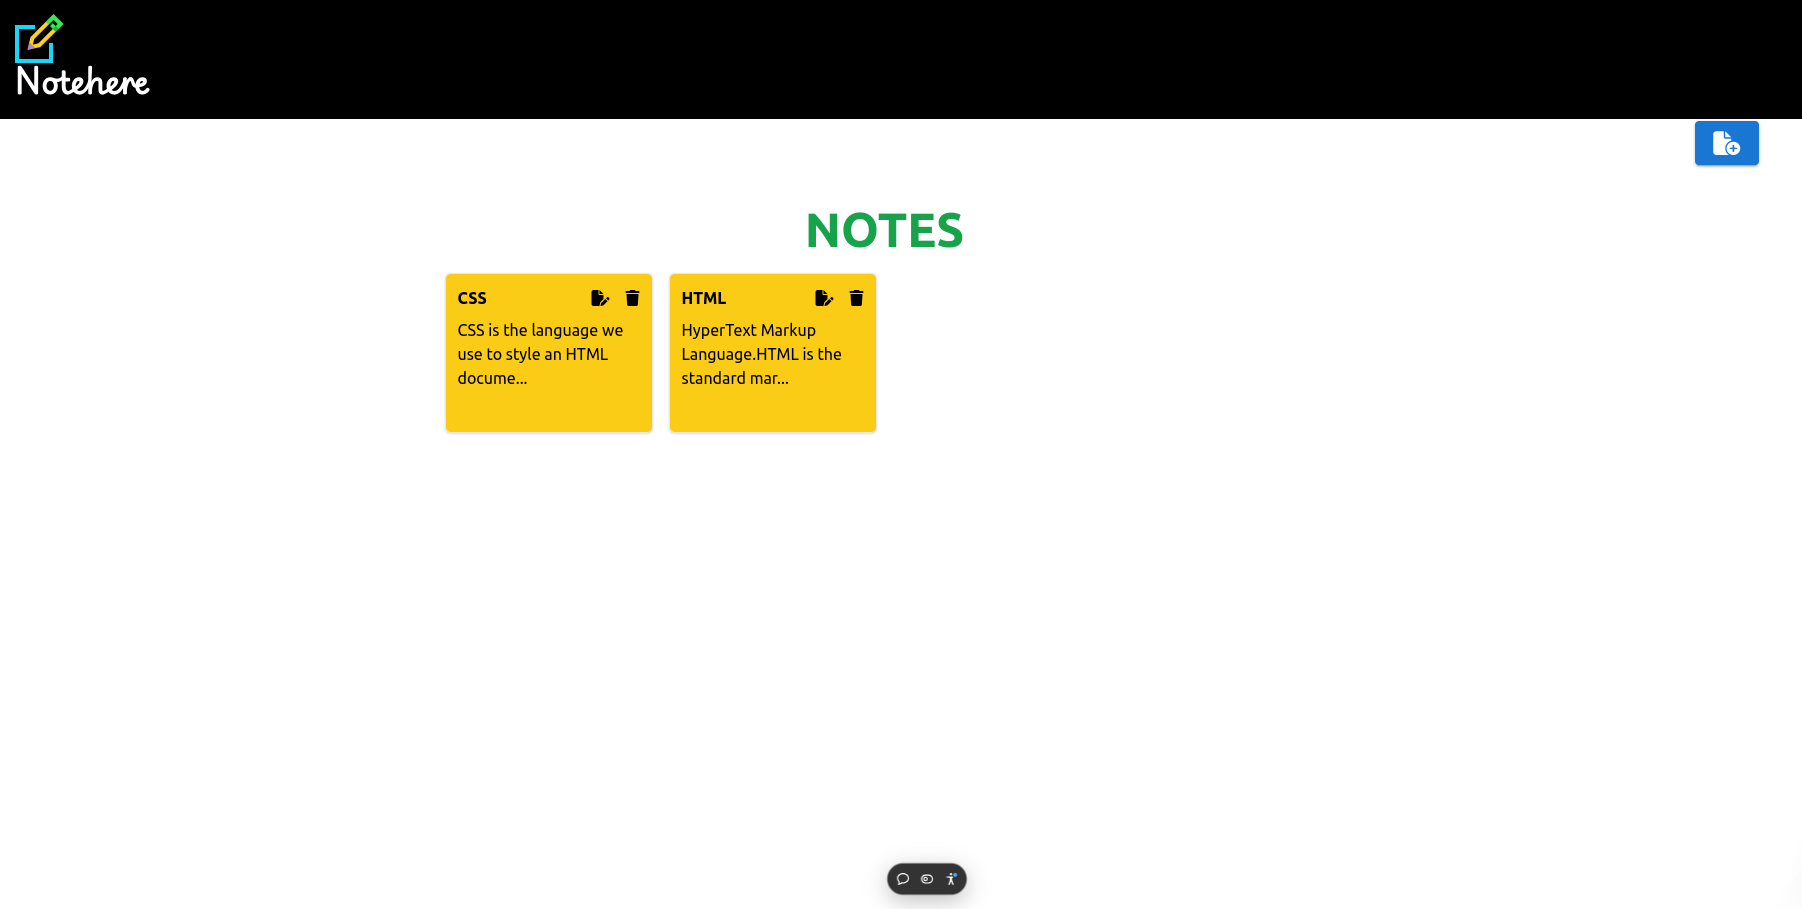 Notehere
NOTES
CSS
CSS is the language we
use to style an HTML
docume...
HTML
HyperText Markup
Language.HTML is the
standard mar...